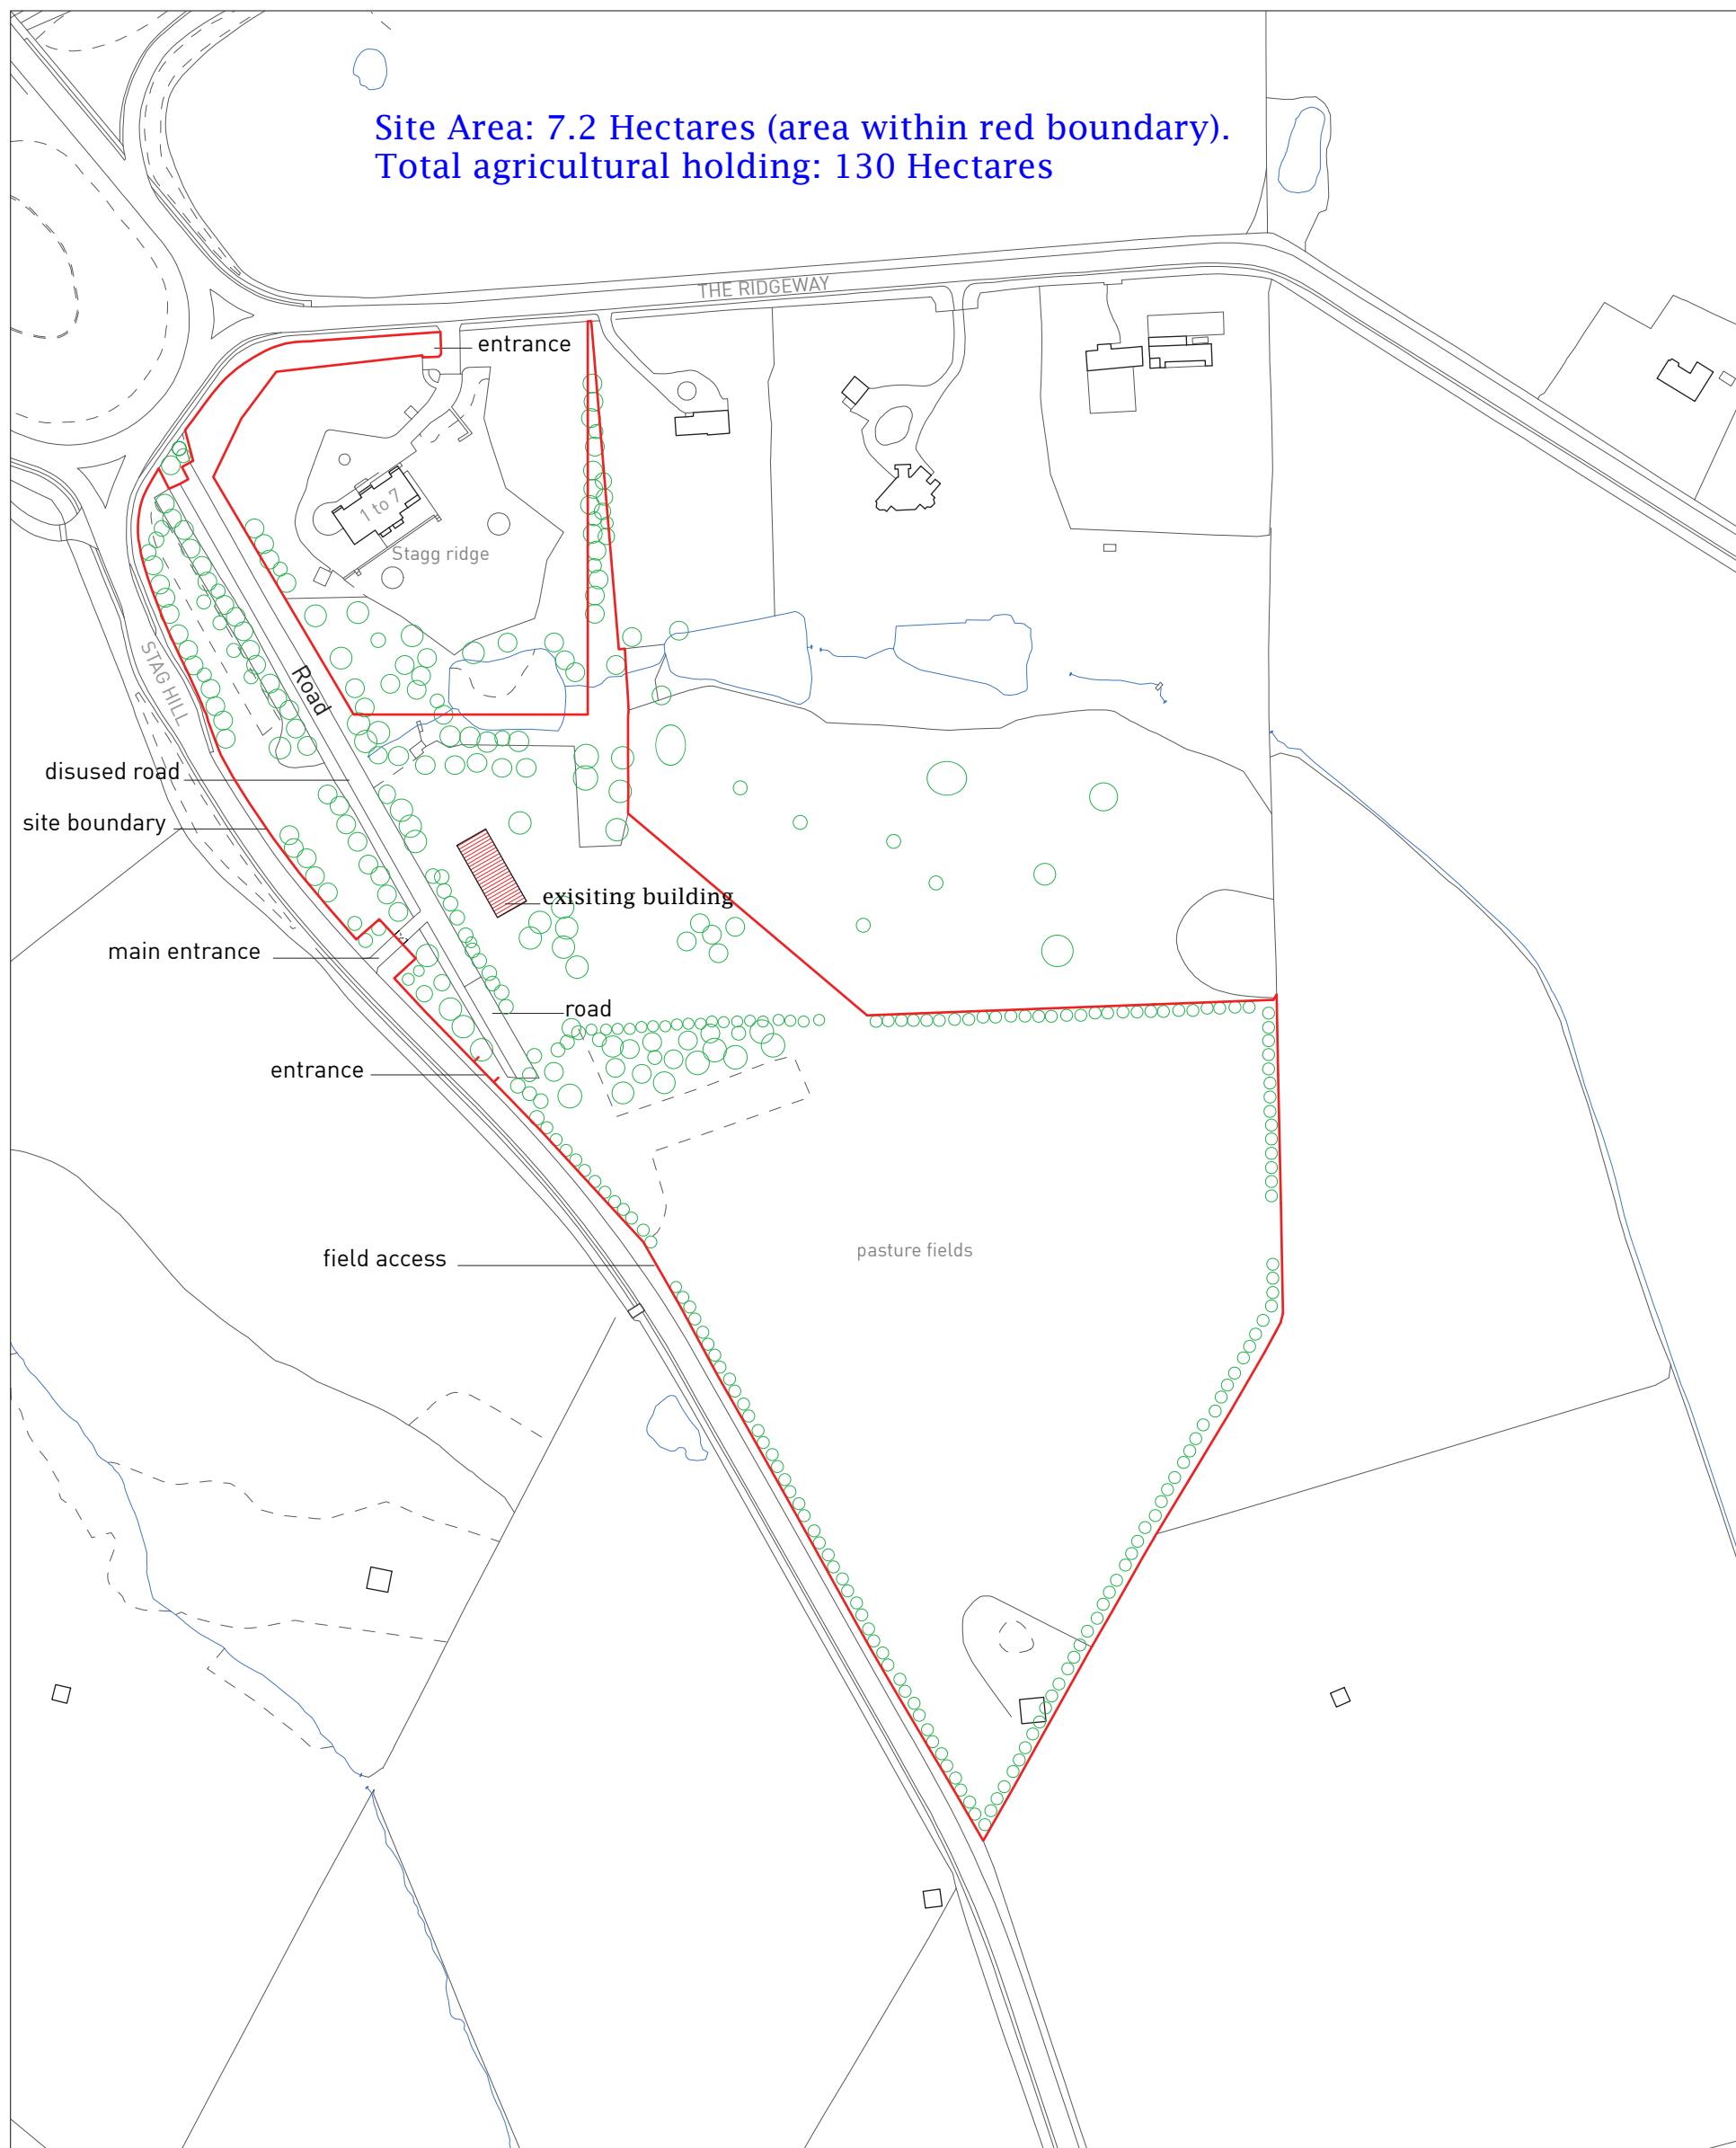 Site Area: 7.2 Hectares (area within red boundary).
Total agricultural holding: 130 Hectares
THE RIDGEWAY
entrance
1 to 7
Stagg ridge
STAG HILL
Road
disused road
site boundary
exisiting building
main entrance
road
entrance
field access
pasture fields